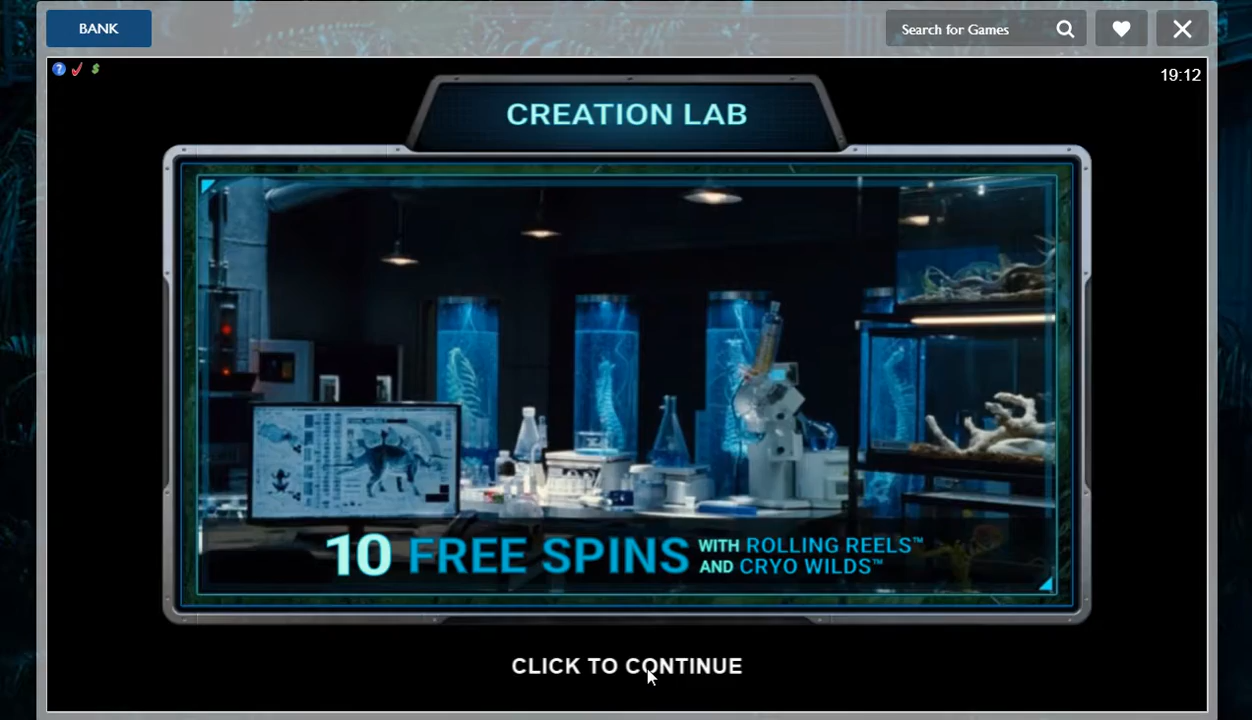 BANK
Search for Games
19:12
CREATION LAB
10 FREE SPINS WITH ROLLING REELS™
AND CRYO WILDS™
CLICK TO CONTINUE